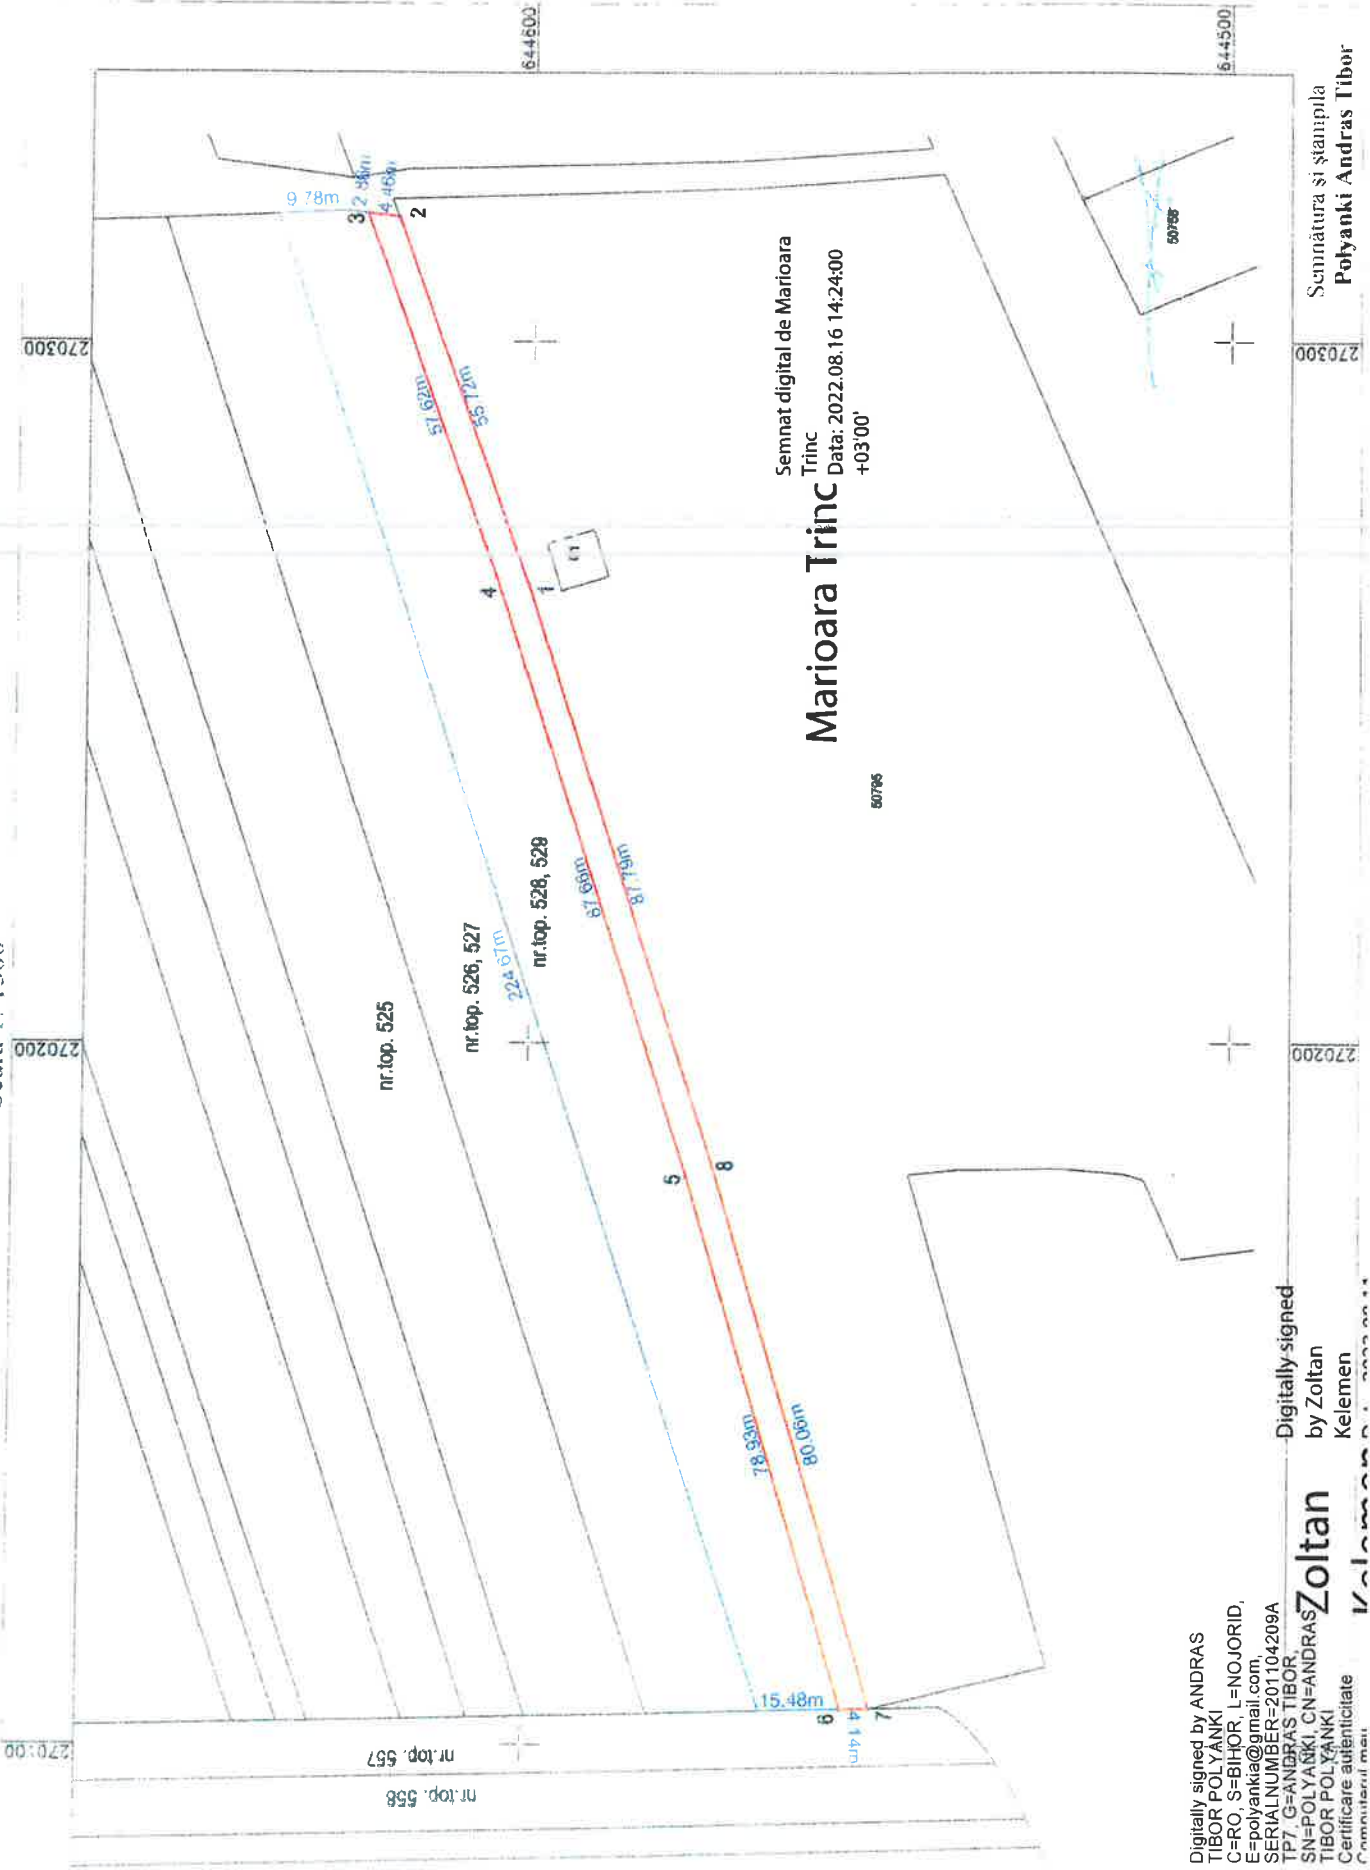 644600
644500
270300
270200
270100
9.78m
2.86m
4.46m
3
2
57.62m
55.72m
4
1
C1
Semnat digital de Marioara
Trinc
Data: 2022.08.16 14:24:00
+03'00'
Marioara Trinc
50795
50756
nr.top. 525
nr.top. 526, 527
224.67m
nr.top. 528, 529
87.66m
87.79m
5
8
78.93m
80.06m
15.48m
6
4.14m
7
nr.top. 557
nr.top. 558
270300
270200
Semnătura şi ştampila
Polyanki Andras Tibor
Digitally signed
by Zoltan
Kelemen
Zoltan
Digitally signed by ANDRAS
TIBOR POLYANKI
C=RO, S=BIHOR, L=NOJORID,
E=polyankia@gmail.com,
SERIALNUMBER=201104209A
TP7, G=ANDRAS TIBOR,
SN=POLYANKI, CN=ANDRAS
TIBOR POLYANKI
Certificare autenticitate